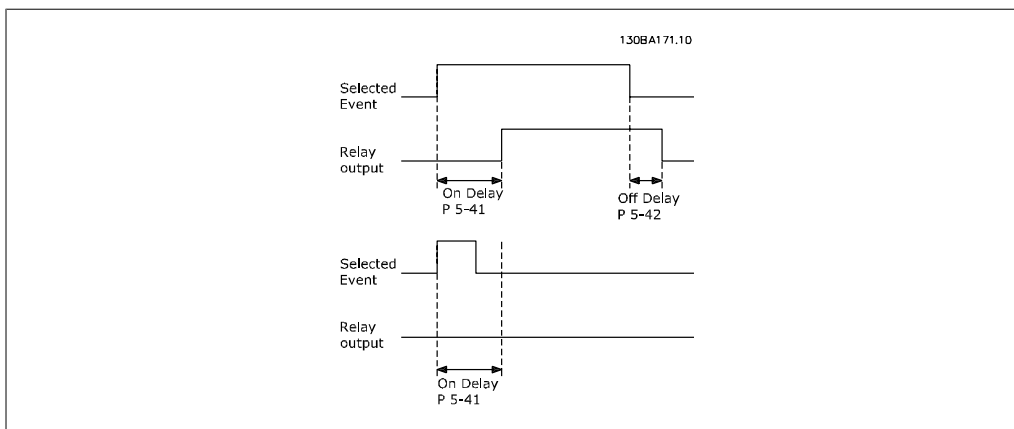 130BA171.10
Selected
Event
Relay
output
On Delay
P 5-41
Off Delay
P 5-42
Selected
Event
Relay
output
On Delay
P 5-41